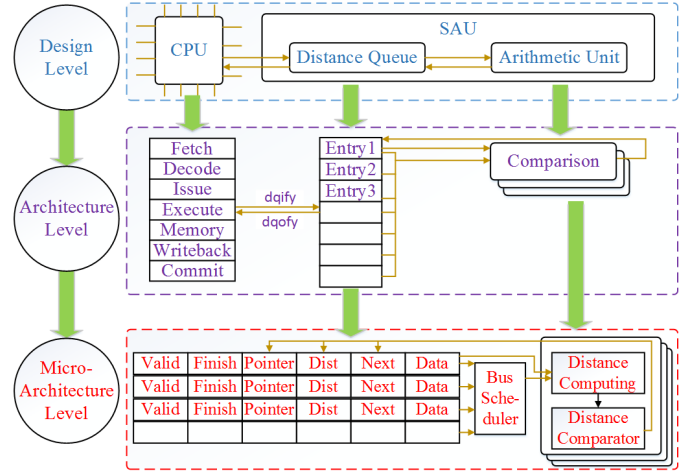 Design
Level
CPU
SAU
Distance Queue
Arithmetic Unit
Architecture
Level
Fetch
Decode
Issue
Execute
Memory
Writeback
Commit
dqify
dqofy
Entry1
Entry2
Entry3
Comparison
Micro-
Architecture
Level
Valid Finish Pointer Dist Next Data
Valid Finish Pointer Dist Next Data
Valid Finish Pointer Dist Next Data
Bus
Sche-
duler
Distance
Computing
Distance
Comparator